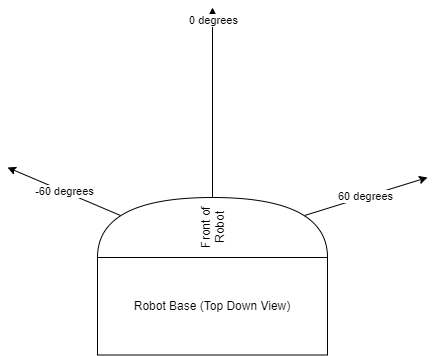 0 degrees
-60 degrees
60 degrees
Front of
Robot
Robot Base (Top Down View)